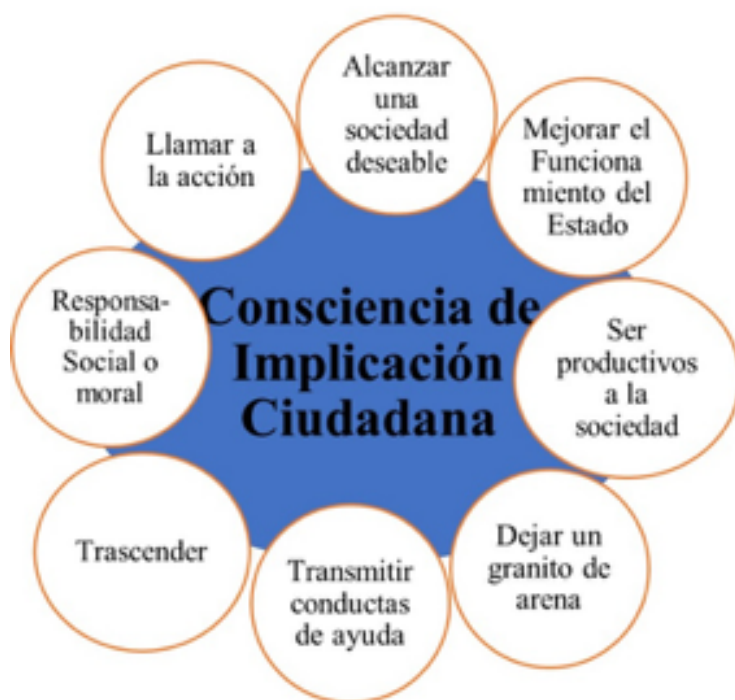 Alcanzar
una
sociedad
deseable
Mejorar el
Funciona
miento del
Estado
Ser
productivos
a la
sociedad
Dejar un
granito de
arena
Transmitir
conductas
de ayuda
Trascender
Responsa-
bilidad
Social o
moral
Llamar a
la acción
Consciencia de
Implicación
Ciudadana